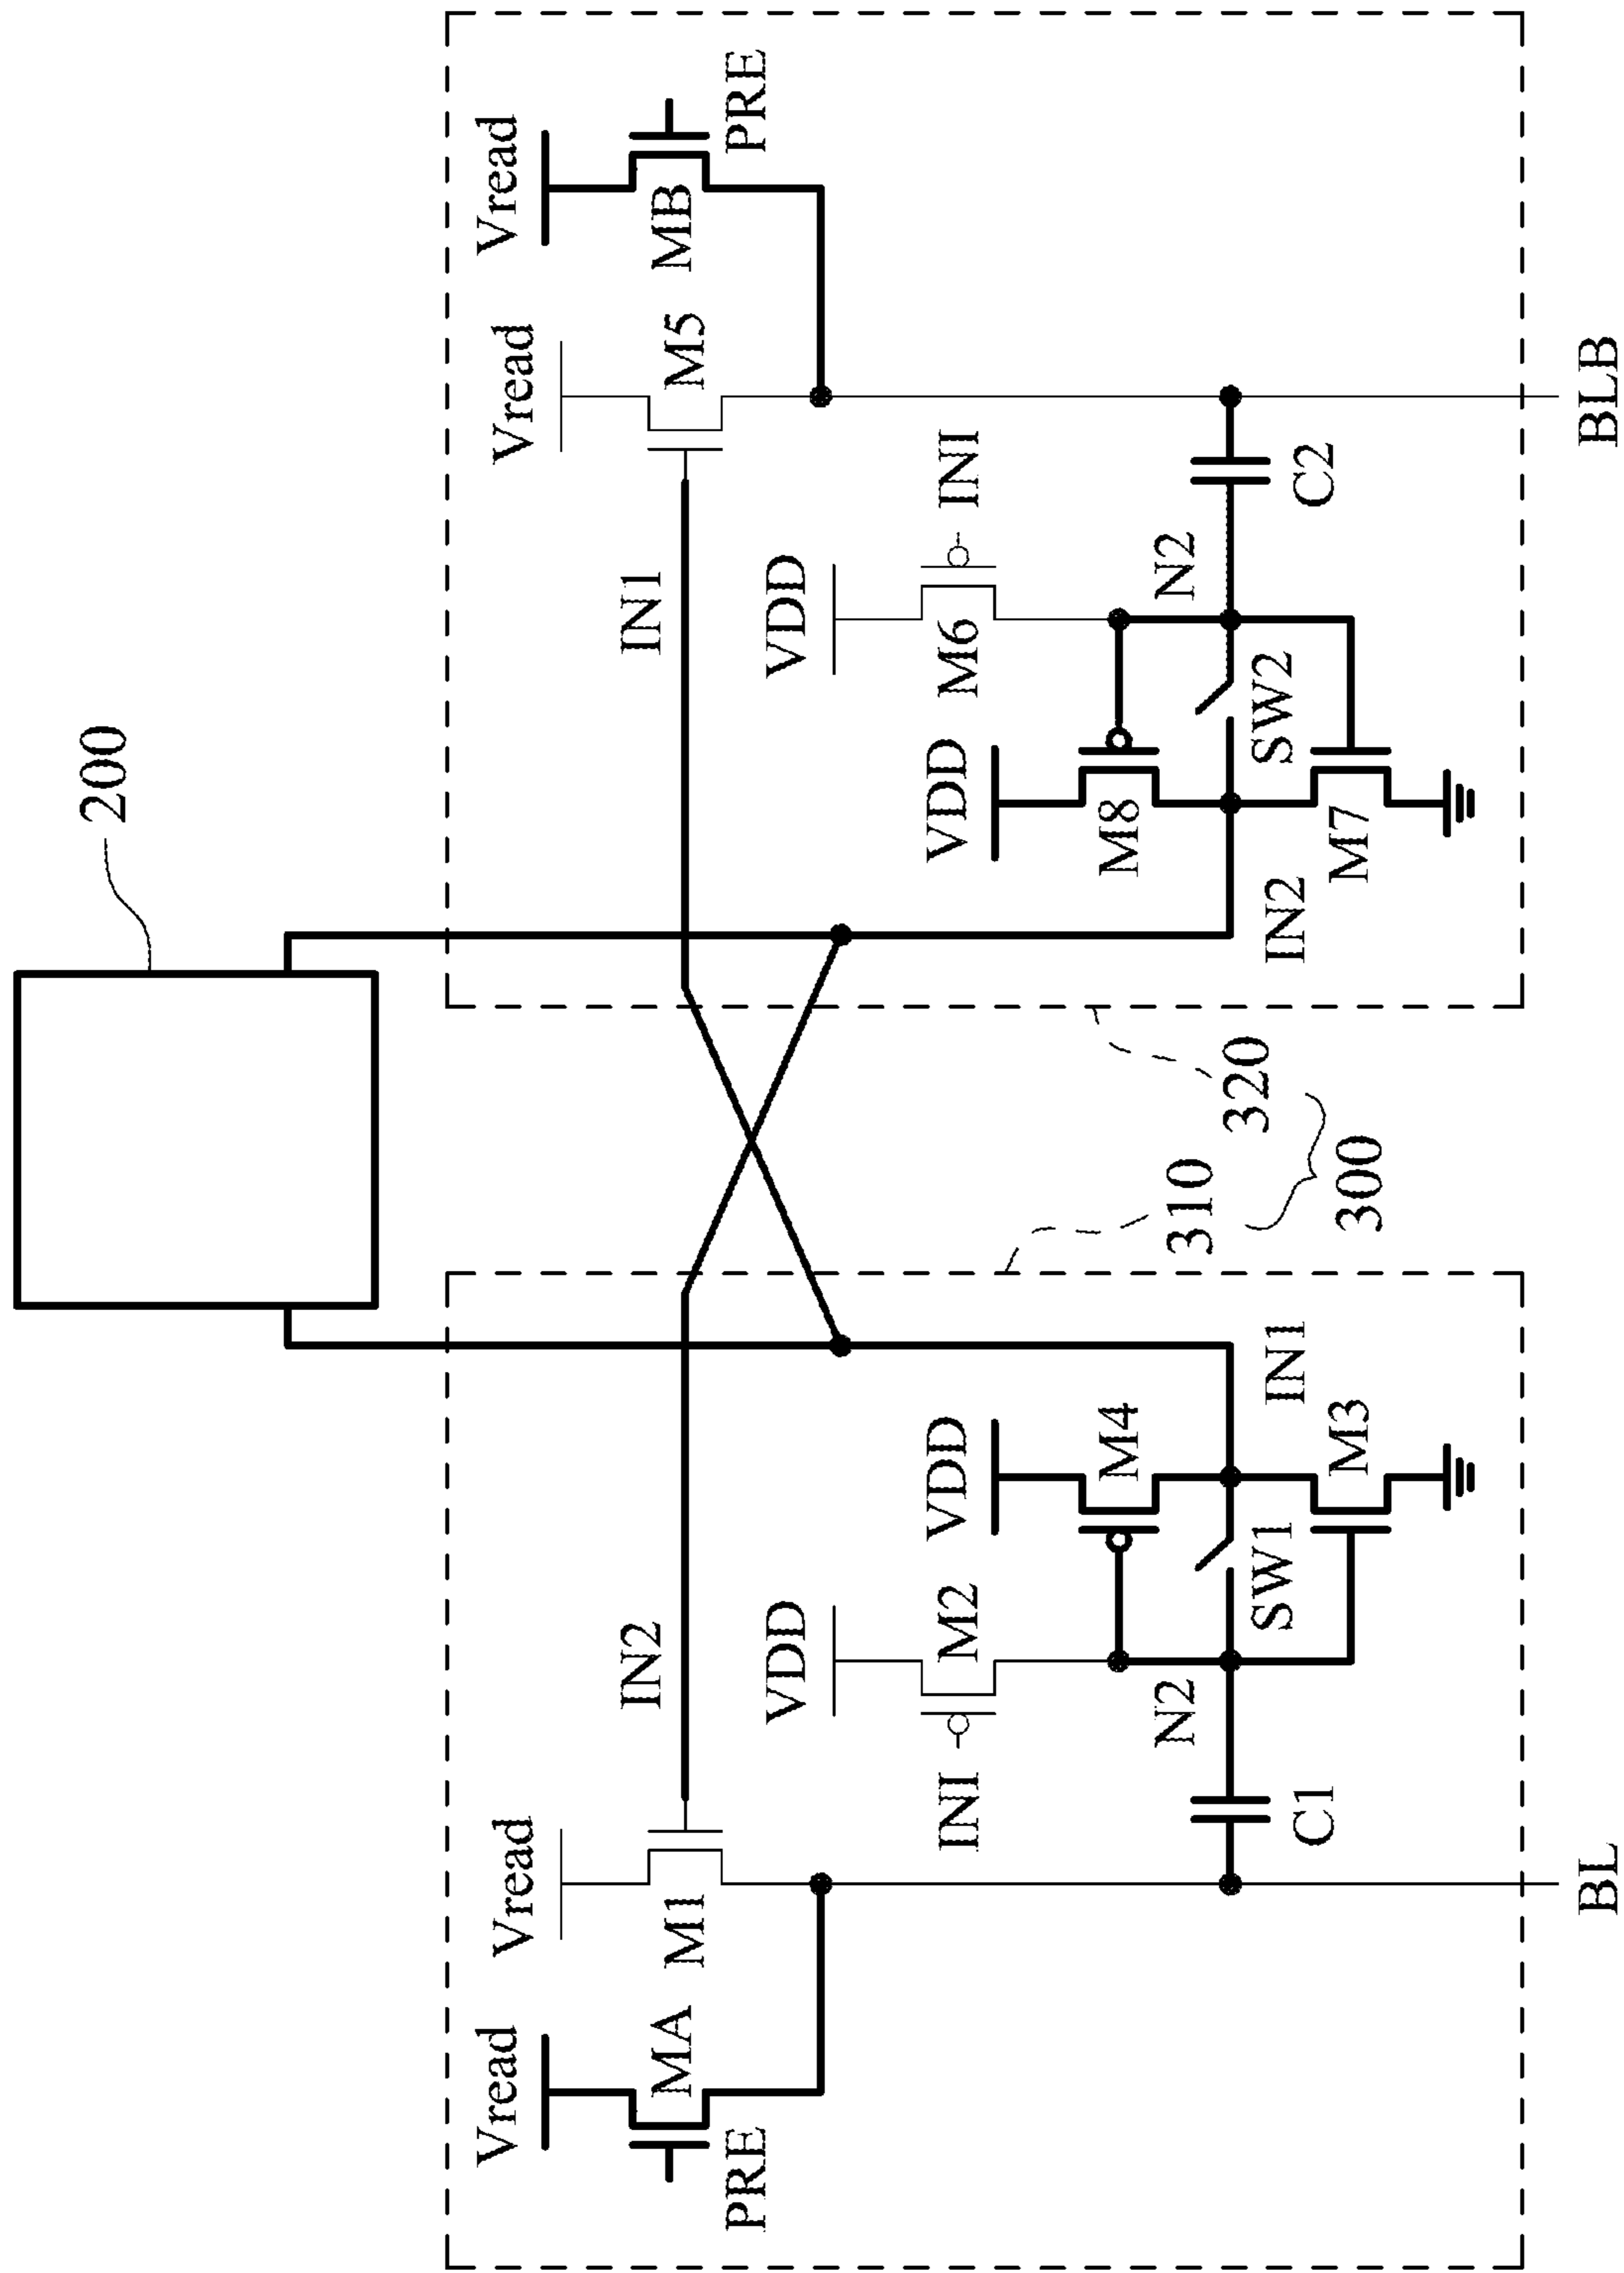 200
Vread
Vread
Vread
Vread
MA
M1
M5
MB
PRE
PRE
IN2
IN1
VDD
VDD
INI
M2
M6
INI
VDD
VDD
M4
M8
N2
N2
SW1
SW2
C1
C2
IN1
IN2
M3
M7
310
320
300
BL
BLB